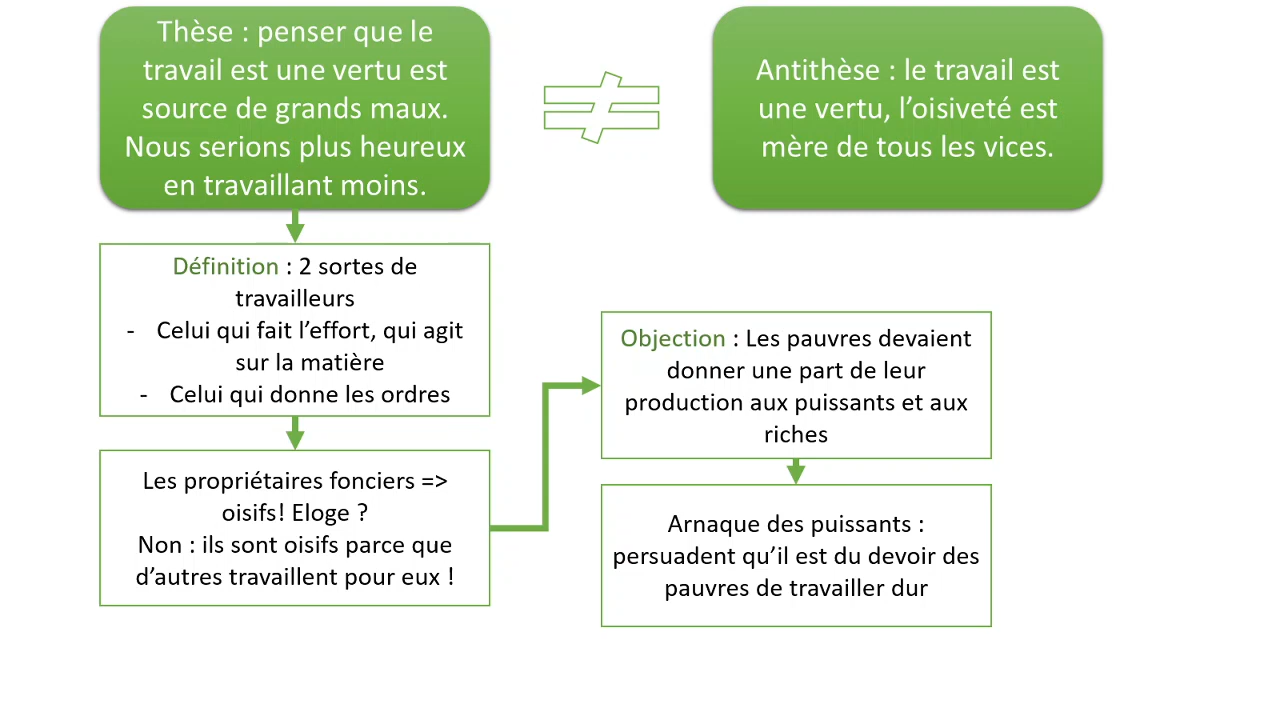 Thèse : penser que le
travail est une vertu est
source de grands maux.
Nous serions plus heureux
en travaillant moins.
Antithèse : le travail est
une vertu, l’oisiveté est
mère de tous les vices.
Définition : 2 sortes de
travailleurs
- Celui qui fait l’effort, qui agit
sur la matière
- Celui qui donne les ordres
Les propriétaires fonciers =>
oisifs! Eloge ?
Non : ils sont oisifs parce que
d’autres travaillent pour eux !
Objection : Les pauvres devaient
donner une part de leur
production aux puissants et aux
riches
Arnaque des puissants :
persuadent qu’il est du devoir des
pauvres de travailler dur